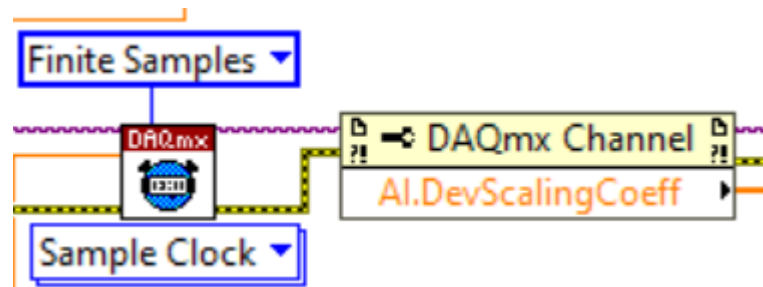 Finite Samples
DAQmx
DAQmx Channel
AI.DevScalingCoeff
Sample Clock